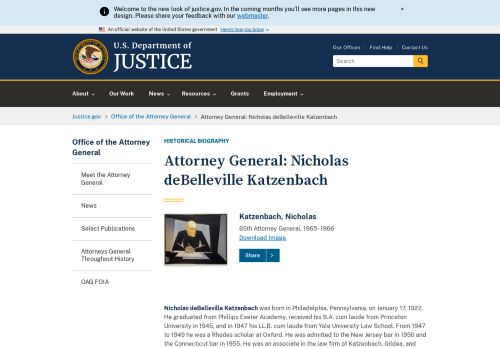 Welcome to the new look of justice.gov. In the coming months you'll see more pages in this new
design. Please share your feedback with our webmaster.
×
An official website of the United States government Here's how you know
U.S. Department of
JUSTICE
Our Offices | Find Help | Contact Us
Search
About
Our Work
News
Resources
Grants
Employment
Justice.gov > Office of the Attorney General > Attorney General: Nicholas deBelleville Katzenbach
Office of the Attorney
General
Meet the Attorney
General
News
Select Publications
Attorneys General
Throughout History
OAG FOIA
HISTORICAL BIOGRAPHY
Attorney General: Nicholas
deBelleville Katzenbach
Katzenbach, Nicholas
65th Attorney General, 1965-1966
Download Image
Share >
Nicholas deBelleville Katzenbach was born in Philadelphia, Pennsylvania, on January 17, 1922.
He graduated from Phillips Exeter Academy, received his B.A. cum laude from Princeton
University in 1945, and in 1947 his LL.B. cum laude from Yale University Law School. From 1947
to 1949 he was a Rhodes scholar at Oxford. He was admitted to the New Jersey bar in 1950 and
the Connecticut bar in 1955. He was an associate in the law firm of Katzenbach, Gildea, and